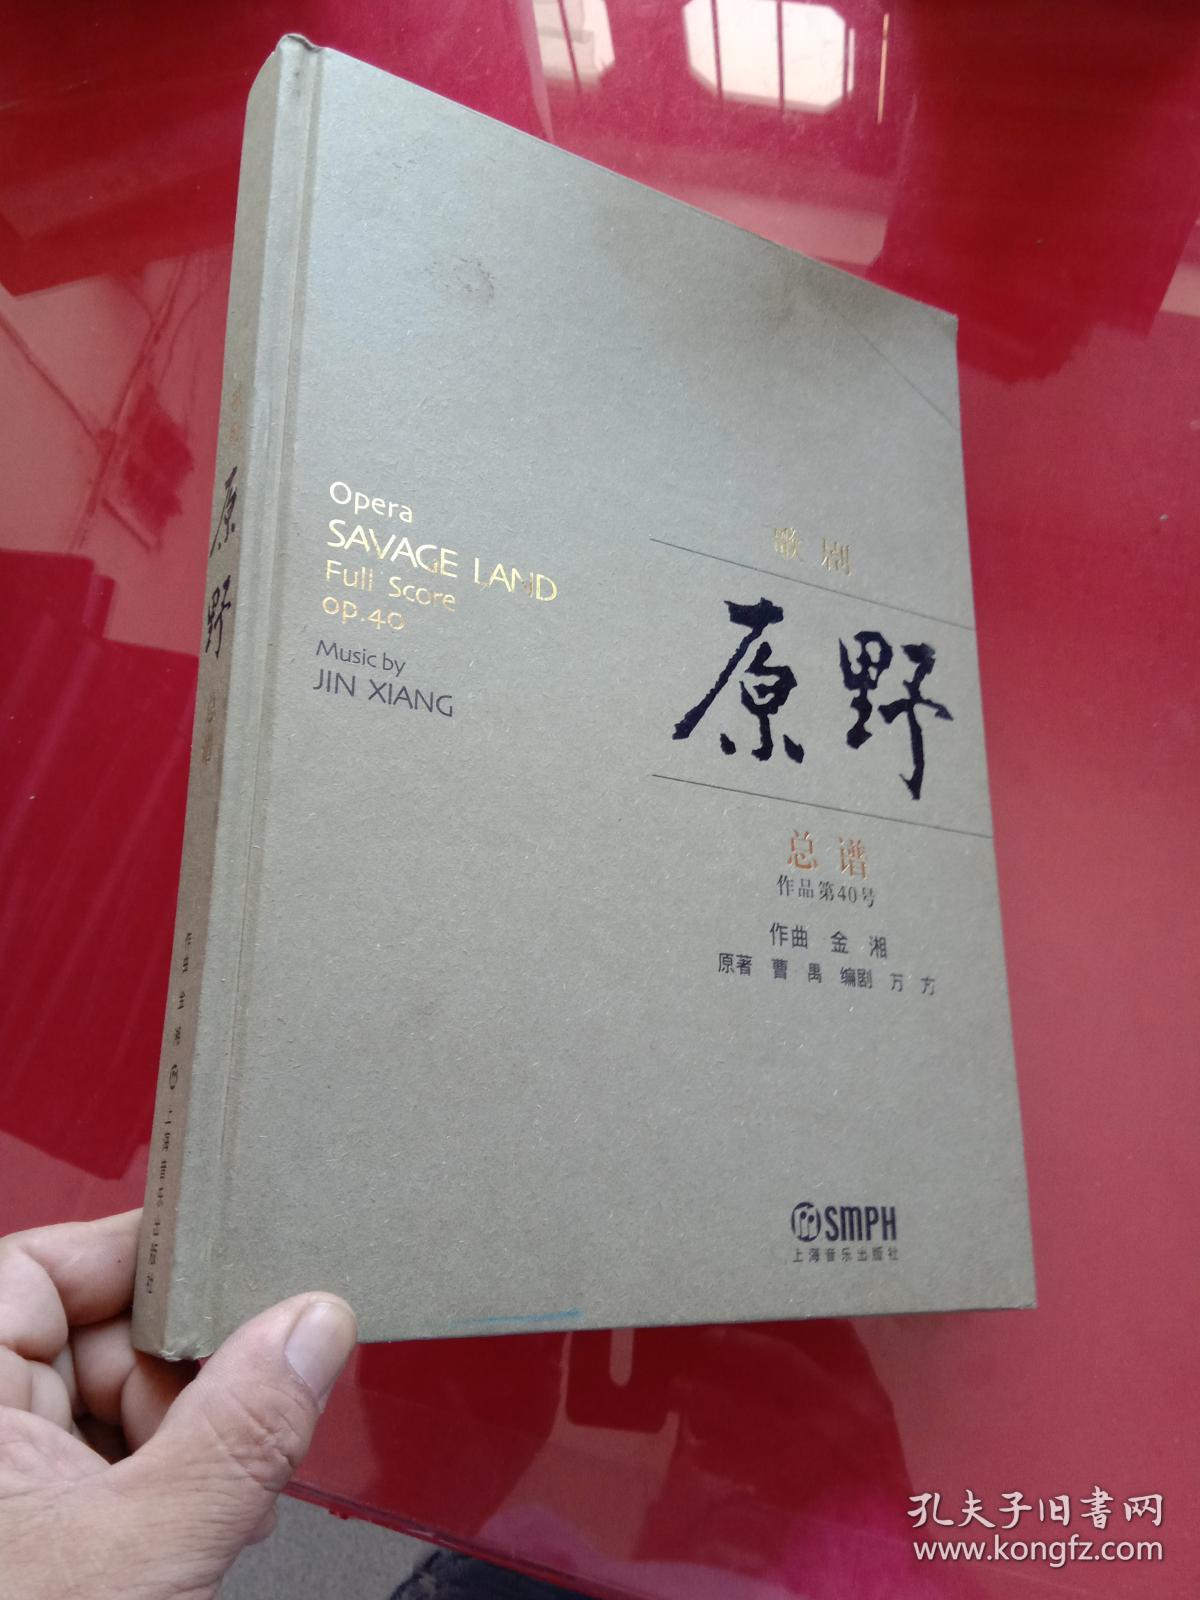 Opera
SAVAGE LAND
Full Score
op.40
Music by
JIN XIANG
歌剧
原野
总谱
作品第40号
作曲 金湘
原著 曹禺 编剧 万方
SMPH
上海音乐出版社
原野 总谱
孔夫子旧书网
www.kongfz.com